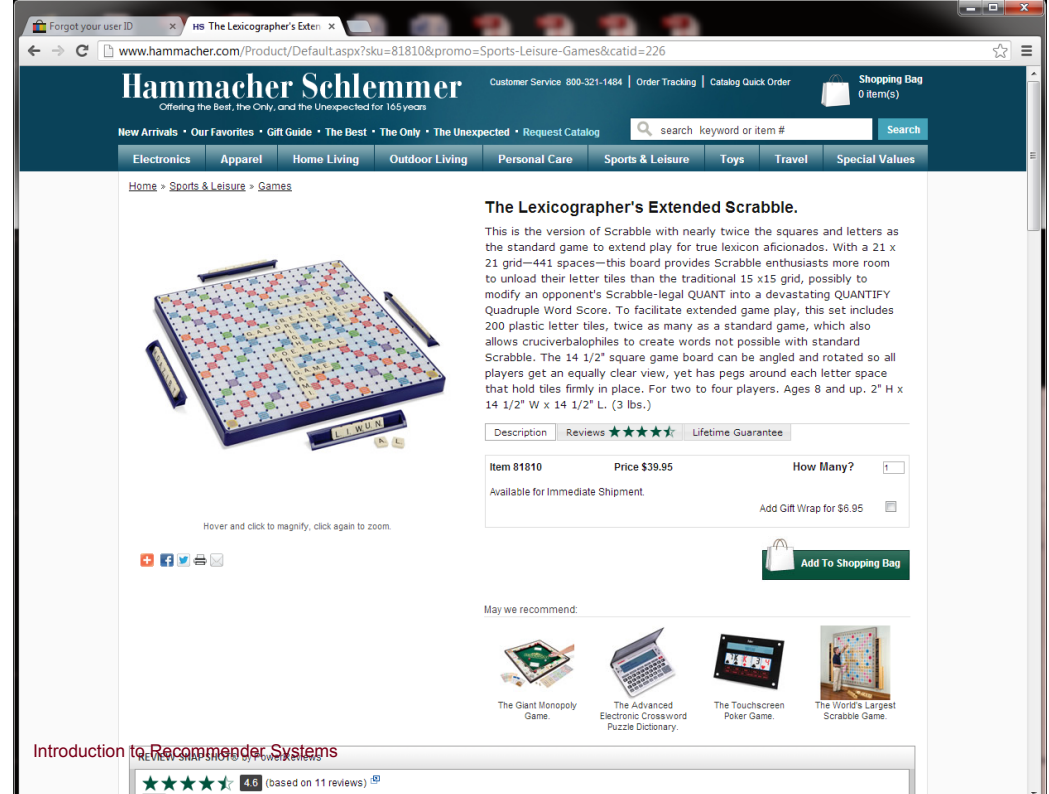 Forgot your user ID
HS The Lexicographer's Exten
www.hammacher.com/Product/Default.aspx?sku=81810&promo=Sports-Leisure-Games&catid=226
Hammacher Schlemmer
Offering the Best, the Only, and the Unexpected for 165 years
Customer Service 800-321-1484 | Order Tracking | Catalog Quick Order
Shopping Bag
0 item(s)
New Arrivals • Our Favorites • Gift Guide • The Best • The Only • The Unexpected • Request Catalog
search keyword or item #
Search
Electronics Apparel Home Living Outdoor Living Personal Care Sports & Leisure Toys Travel Special Values
Home » Sports & Leisure » Games
The Lexicographer's Extended Scrabble.
This is the version of Scrabble with nearly twice the squares and letters as
the standard game to extend play for true lexicon aficionados. With a 21 x
21 grid—441 spaces—this board provides Scrabble enthusiasts more room
to unload their letter tiles than the traditional 15 x15 grid, possibly to
modify an opponent's Scrabble-legal QUANT into a devastating QUANTIFY
Quadruple Word Score. To facilitate extended game play, this set includes
200 plastic letter tiles, twice as many as a standard game, which also
allows cruciverbalophiles to create words not possible with standard
Scrabble. The 14 1/2" square game board can be angled and rotated so all
players get an equally clear view, yet has pegs around each letter space
that hold tiles firmly in place. For two to four players. Ages 8 and up. 2" H x
14 1/2" W x 14 1/2" L. (3 lbs.)
Description Reviews Lifetime Guarantee
Item 81810 Price $39.95 How Many? 1
Available for Immediate Shipment.
Add Gift Wrap for $6.95
Hover and click to magnify, click again to zoom.
Add To Shopping Bag
May we recommend:
The Giant Monopoly
Game.
The Advanced
Electronic Crossword
Puzzle Dictionary.
The Touchscreen
Poker Game.
The World's Largest
Scrabble Game.
Introduction to Recommender Systems
REVIEW SNAPSHOT® by PowerReviews
4.6 (based on 11 reviews)